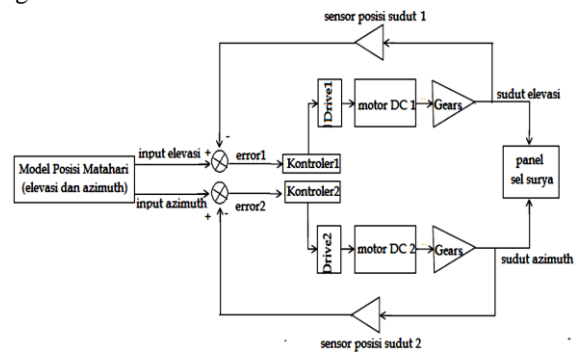 sensor posisi sudut 1
-
Drive1
motor DC 1
Gears
sudut elevasi
input elevasi
+
error1
Kontroler1
Model Posisi Matahari
(elevasi dan azimuth)
panel
sel surya
Kontroler2
input azimuth
+
-
error2
Drive2
motor DC 2
Gears
sudut azimuth
sensor posisi sudut 2